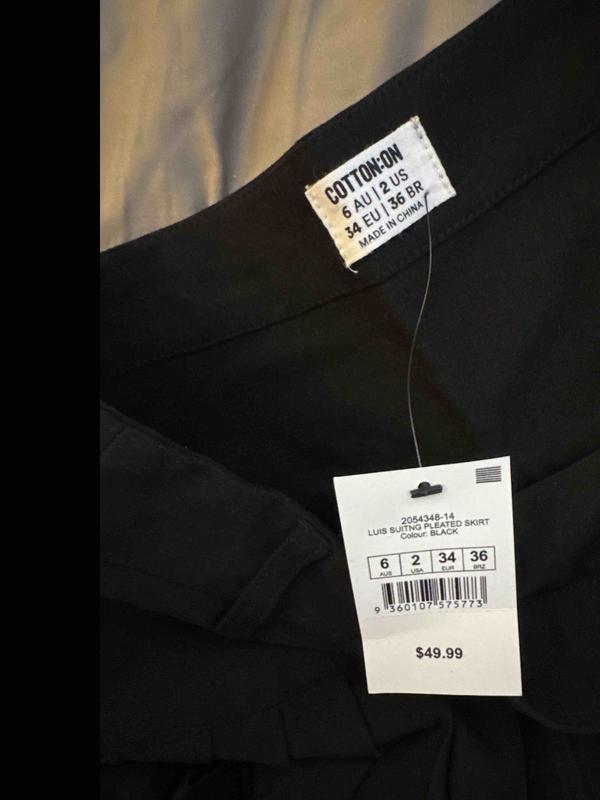 COTTON:ON
6 AU | 2 US
34 EU | 36 BR
MADE IN CHINA
2054348-14
LUIS SUITNG PLEATED SKIRT
Colour: BLACK
6 2 34 36
AUS USA EUR BRZ
9 360107 575773
$49.99